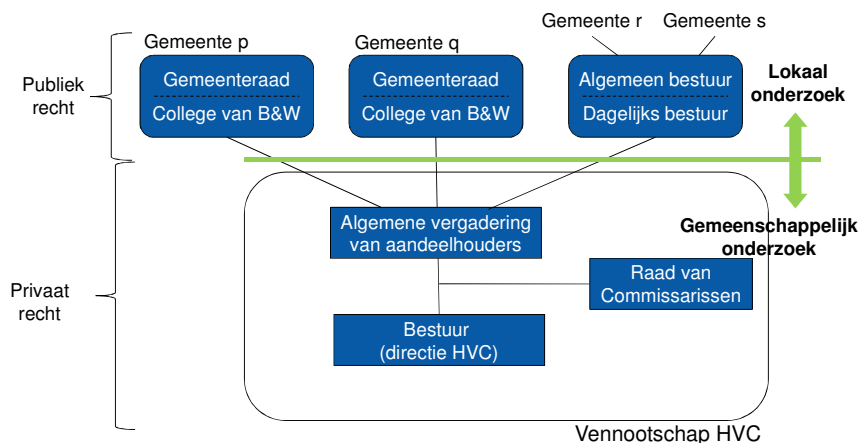 Gemeente r
Gemeente s
Gemeente p
Gemeente q
Publiek
recht
Gemeenteraad
College van B&W
Gemeenteraad
College van B&W
Algemeen bestuur
Dagelijks bestuur
Lokaal
onderzoek
Algemene vergadering
van aandeelhouders
Gemeenschappelijk
onderzoek
Raad van
Commissarissen
Privaat
recht
Bestuur
(directie HVC)
Vennootschap HVC